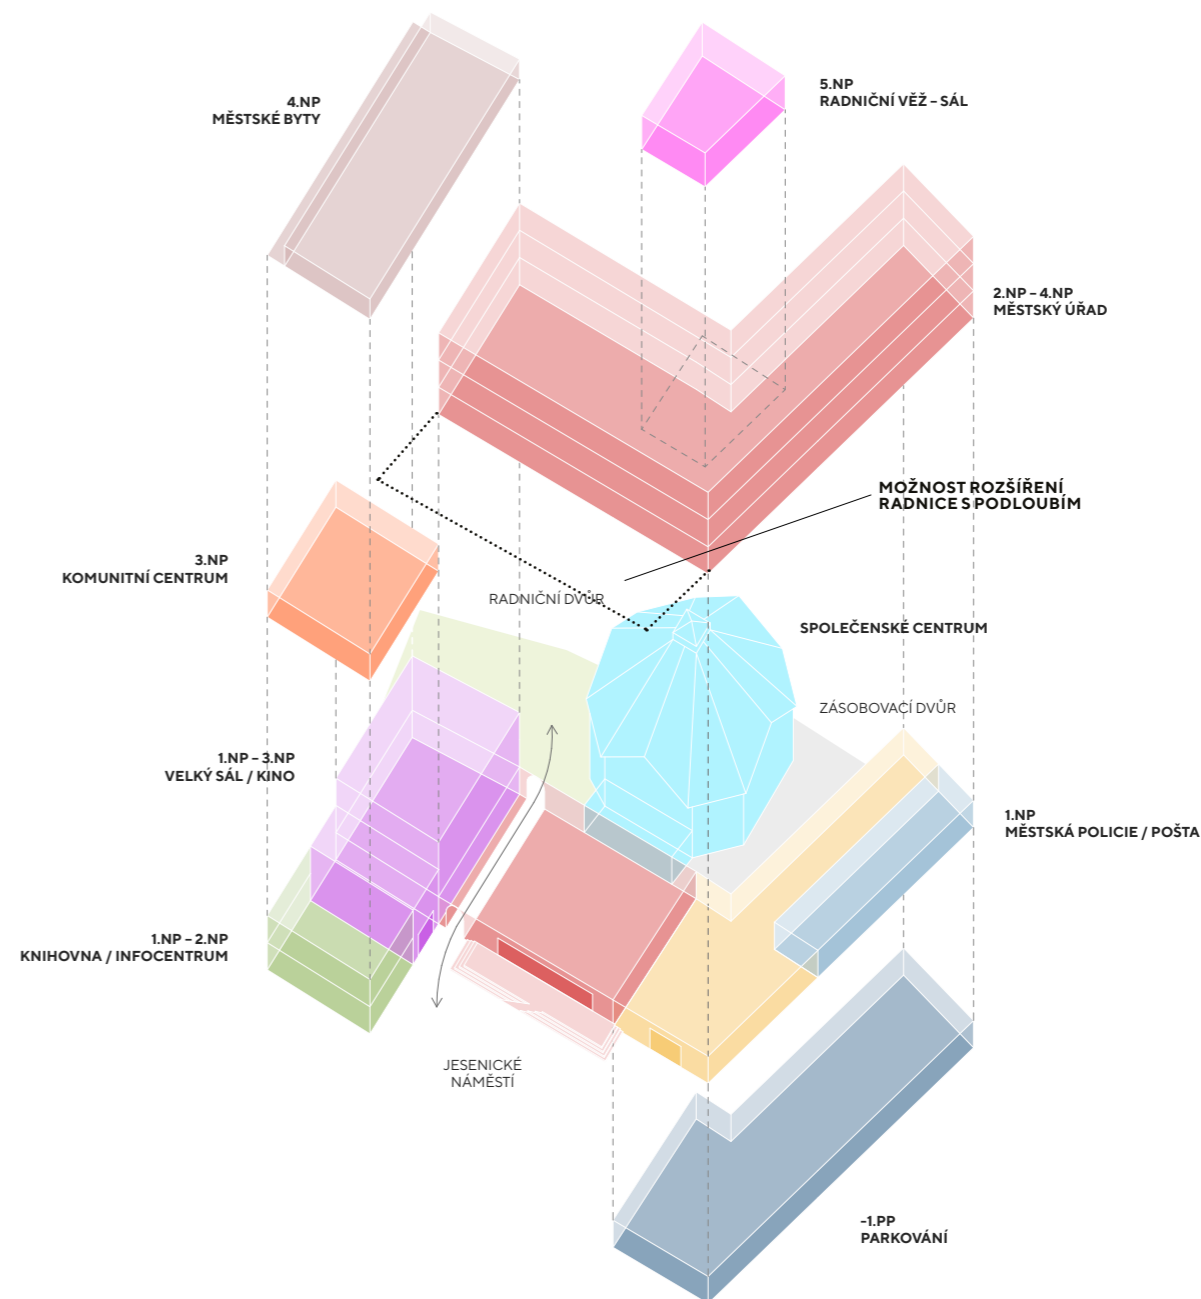 5.NP
RADNIČNÍ VĚŽ – SÁL
4.NP
MĚSTSKÉ BYTY
2.NP – 4.NP
MĚSTSKÝ ÚŘAD
MOŽNOST ROZŠÍŘENÍ
RADNICE S PODLOUBÍM
3.NP
KOMUNITNÍ CENTRUM
RADNIČNÍ DVŮR
SPOLEČENSKÉ CENTRUM
ZÁSOBOVACÍ DVŮR
1.NP – 3.NP
VELKÝ SÁL / KINO
1.NP
MĚSTSKÁ POLICIE / POŠTA
1.NP – 2.NP
KNIHOVNA / INFOCENTRUM
JESENICKÉ
NÁMĚSTÍ
-1.PP
PARKOVÁNÍ